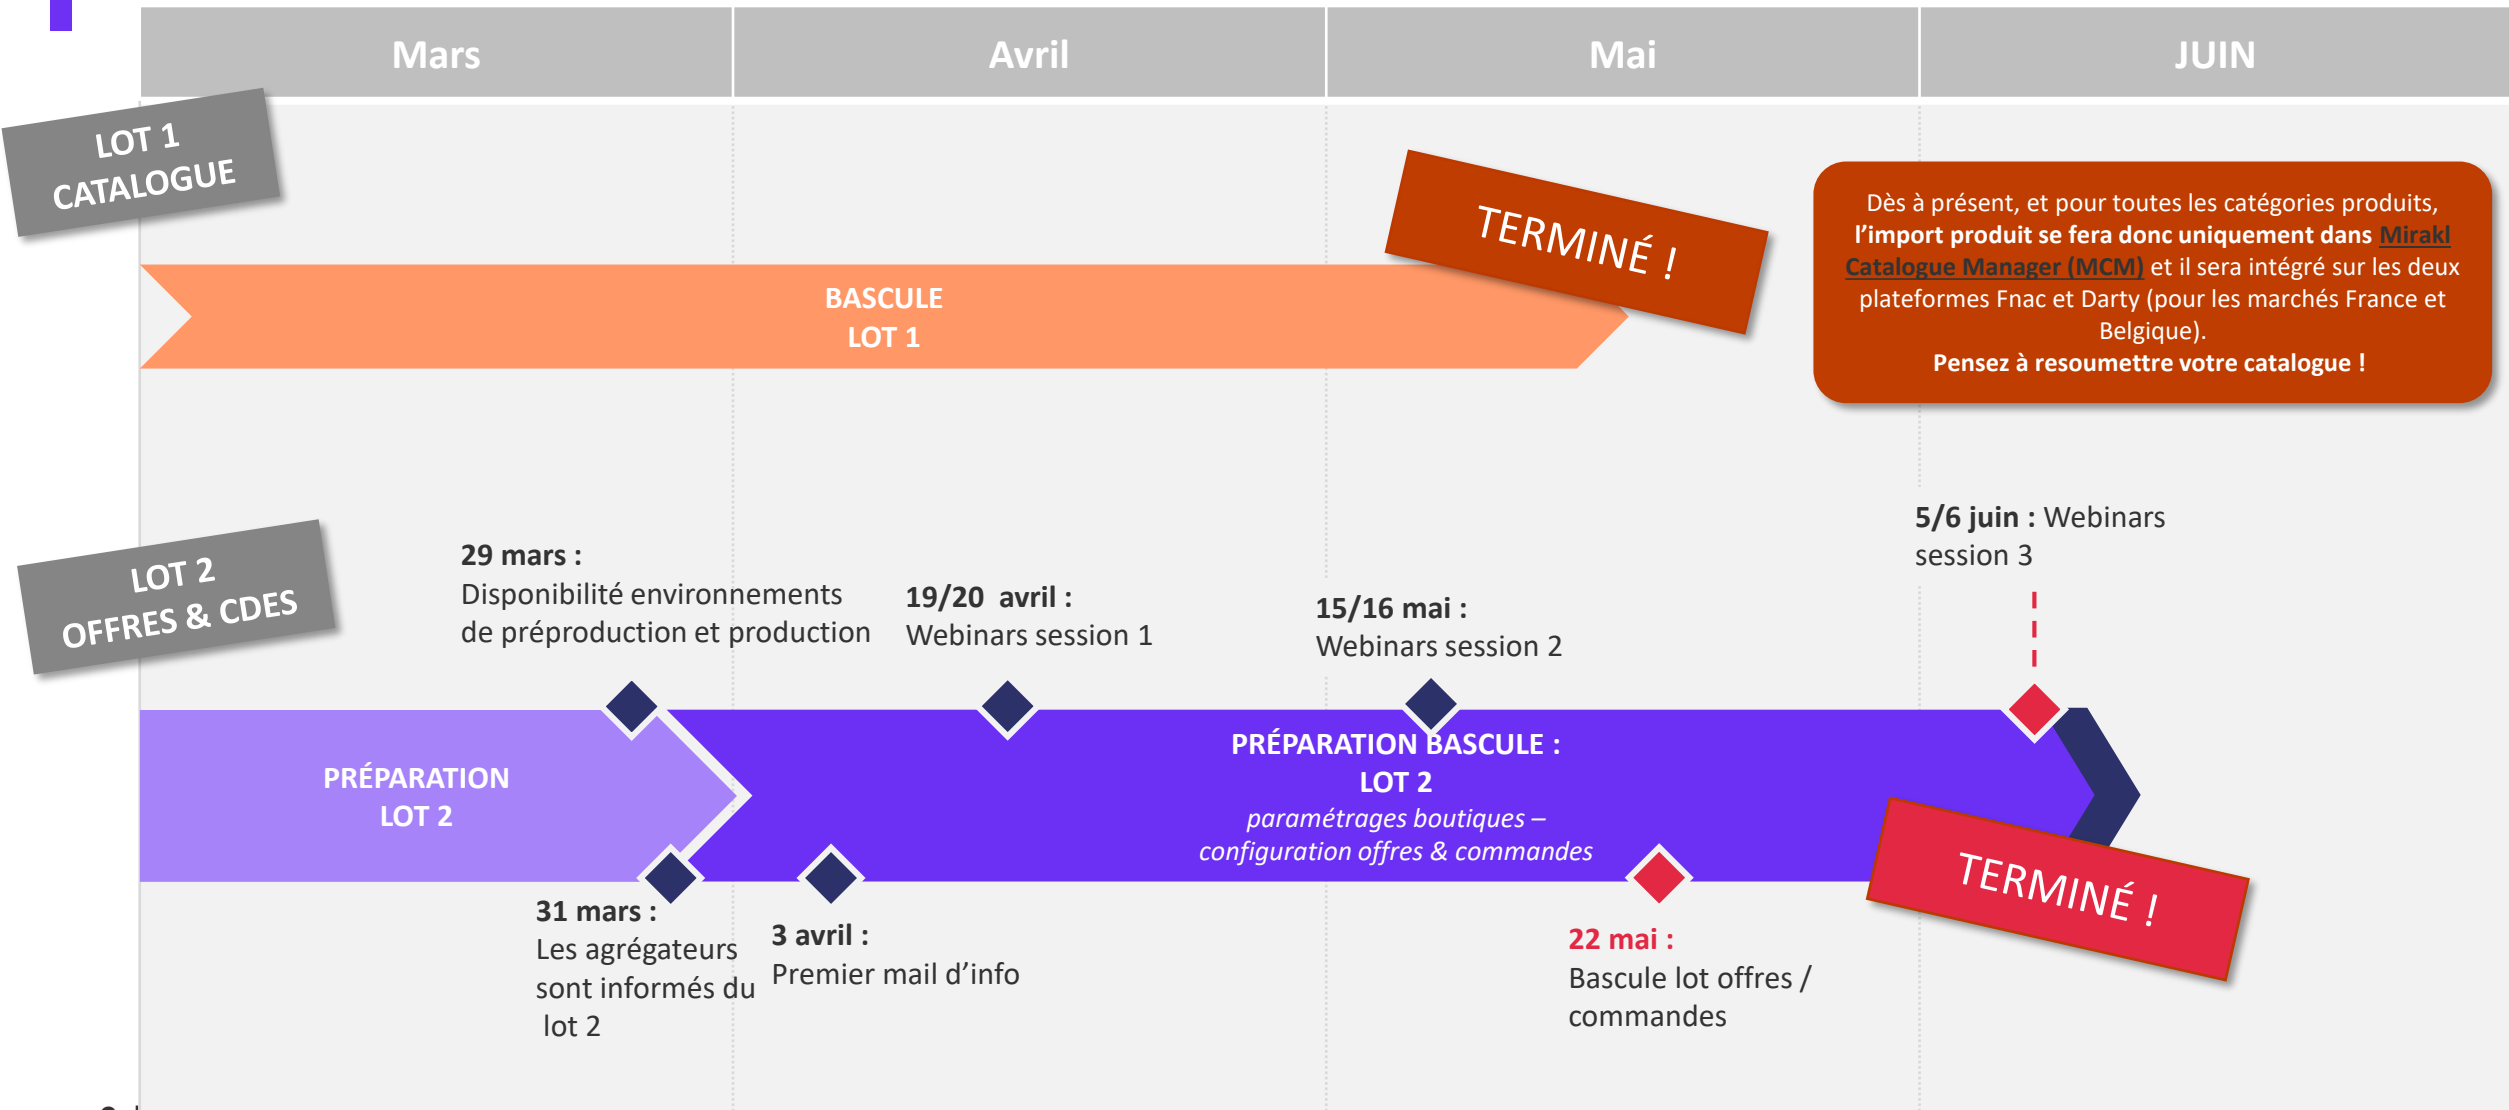 Mars
Avril
Mai
JUIN
LOT 1
CATALOGUE
TERMINÉ !
Dès à présent, et pour toutes les catégories produits,
l’import produit se fera donc uniquement dans Mirakl
Catalogue Manager (MCM) et il sera intégré sur les deux
plateformes Fnac et Darty (pour les marchés France et
Belgique).
Pensez à resoumettre votre catalogue !
BASCULE
LOT 1
LOT 2
OFFRES & CDES
29 mars :
Disponibilité environnements
de préproduction et production
19/20  avril :
Webinars session 1
15/16 mai :
Webinars session 2
5/6 juin : Webinars
session 3
PRÉPARATION
LOT 2
PRÉPARATION BASCULE :
LOT 2
paramétrages boutiques –
configuration offres & commandes
TERMINÉ !
31 mars :
Les agrégateurs
sont informés du
lot 2
3 avril :
Premier mail d’info
22 mai :
Bascule lot offres /
commandes